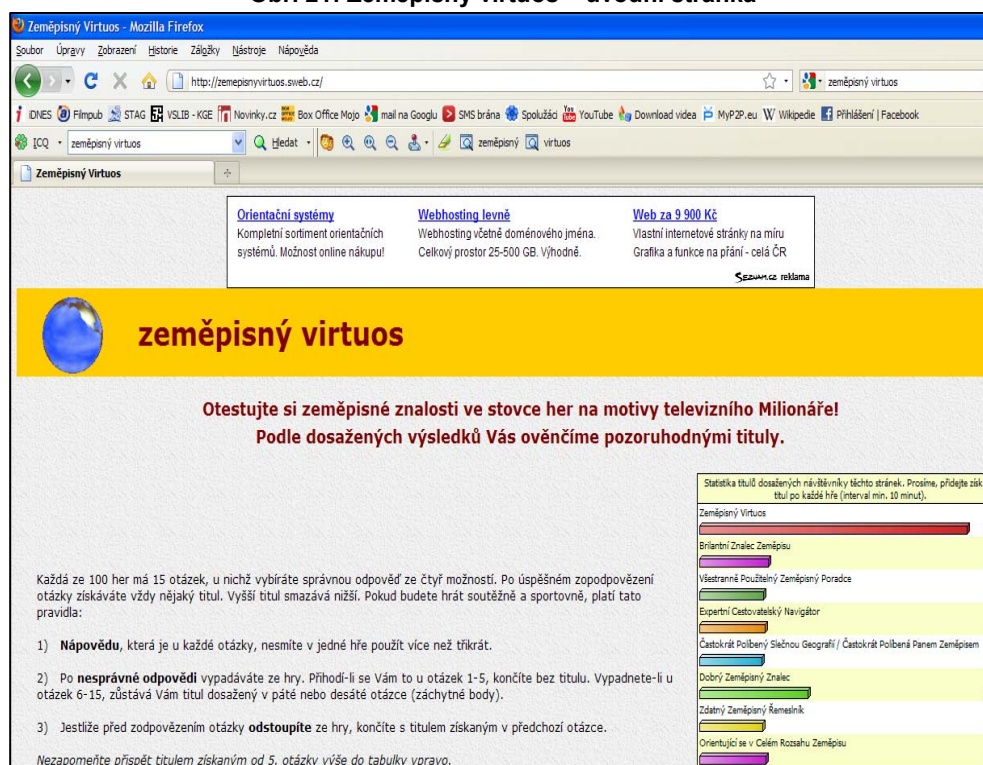 Zeměpisný Virtuos - Mozilla Firefox
Soubor Úpravy Zobrazení Historie Záložky Nástroje Nápověda
http://zemepisnyvirtuos.sweb.cz/ zeměpisný virtuos
iDNES Filmpub STAG VSLIB - KGE Novinky.cz Box Office Mojo mail na Googlu SMS brána Spolužáci YouTube Download videa MyP2P.eu Wikipedie Přihlášení | Facebook
ICQ zeměpisný virtuos Hledat zeměpisný virtuos
Zeměpisný Virtuos
Orientační systémy Webhosting levně Web za 9 900 Kč
Kompletní sortiment orientačních Webhosting včetně doménového jména. Vlastní internetové stránky na míru
systémů. Možnost online nákupu! Celkový prostor 25-500 GB. Výhodně. Grafika a funkce na přání - celá ČR
Seznam.cz reklama
zeměpisný virtuos
Otestujte si zeměpisné znalosti ve stovce her na motivy televizního Milionáře!
Podle dosažených výsledků Vás ověnčíme pozoruhodnými tituly.
Každá ze 100 her má 15 otázek, u nichž vybíráte správnou odpověď ze čtyř možností. Po úspěšném zopodpovězení
otázky získáváte vždy nějaký titul. Vyšší titul smazává nižší. Pokud budete hrát soutěžně a sportovně, platí tato
pravidla:
1) Nápovědu, která je u každé otázky, nesmíte v jedné hře použít více než třikrát.
2) Po nesprávné odpovědi vypadáváte ze hry. Přihodí-li se Vám to u otázek 1-5, končíte bez titulu. Vypadnete-li u
otázek 6-15, zůstává Vám titul dosažený v páté nebo desáté otázce (záchytné body).
3) Jestliže před zodpovězením otázky odstoupíte ze hry, končíte s titulem získaným v předchozí otázce.
Nezapomeňte přispět titulem získaným od 5. otázky výše do tabulky vpravo.
Statistika titulů dosažených návštěvníky těchto stránek. Prosíme, přidejte získ
titul po každé hře (interval min. 10 minut).
Zeměpisný Virtuos
Brilantní Znalec Zeměpisu
Všestranně Použitelný Zeměpisný Poradce
Expertní Cestovatelský Navigátor
Častokrát Políbený Slečnou Geografií / Častokrát Políbená Panem Zeměpisem
Dobrý Zeměpisný Znalec
Zdatný Zeměpisný Řemeslník
Orientující se v Celém Rozsahu Zeměpisu